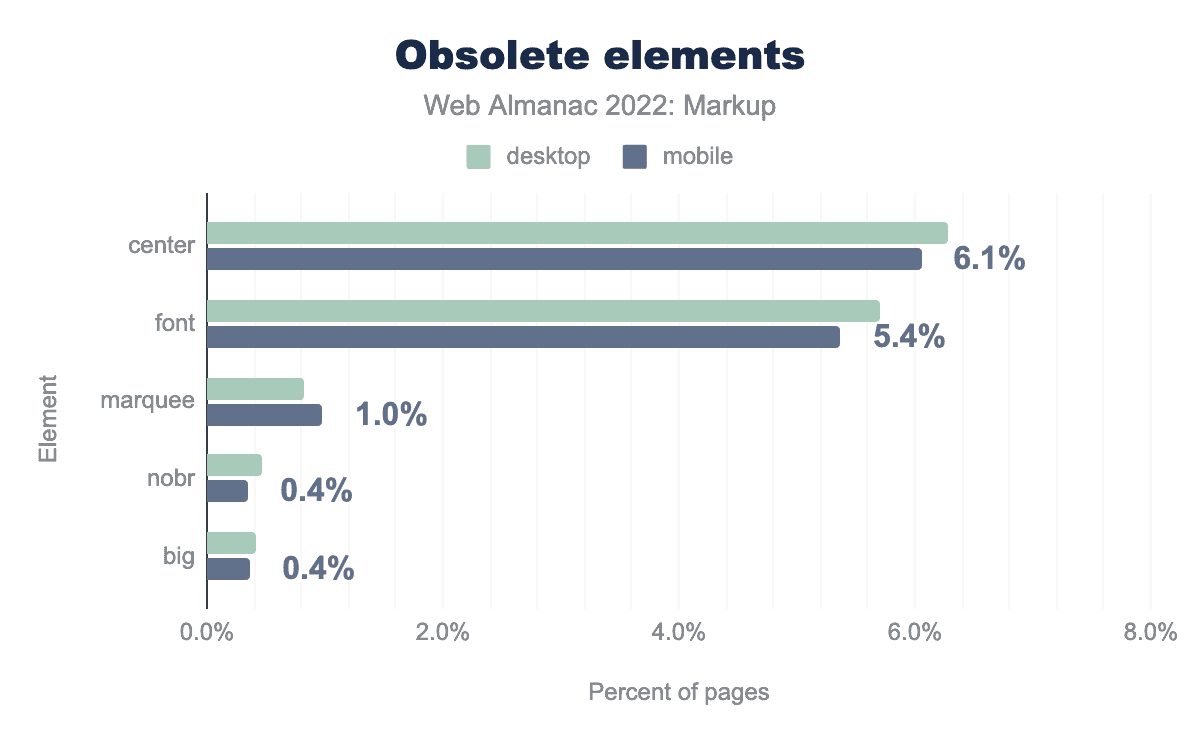 Obsolete elements
Web Almanac 2022: Markup
desktop mobile
center 6.1%
font 5.4%
marquee 1.0%
nobr 0.4%
big 0.4%
Element
0.0% 2.0% 4.0% 6.0% 8.0%
Percent of pages